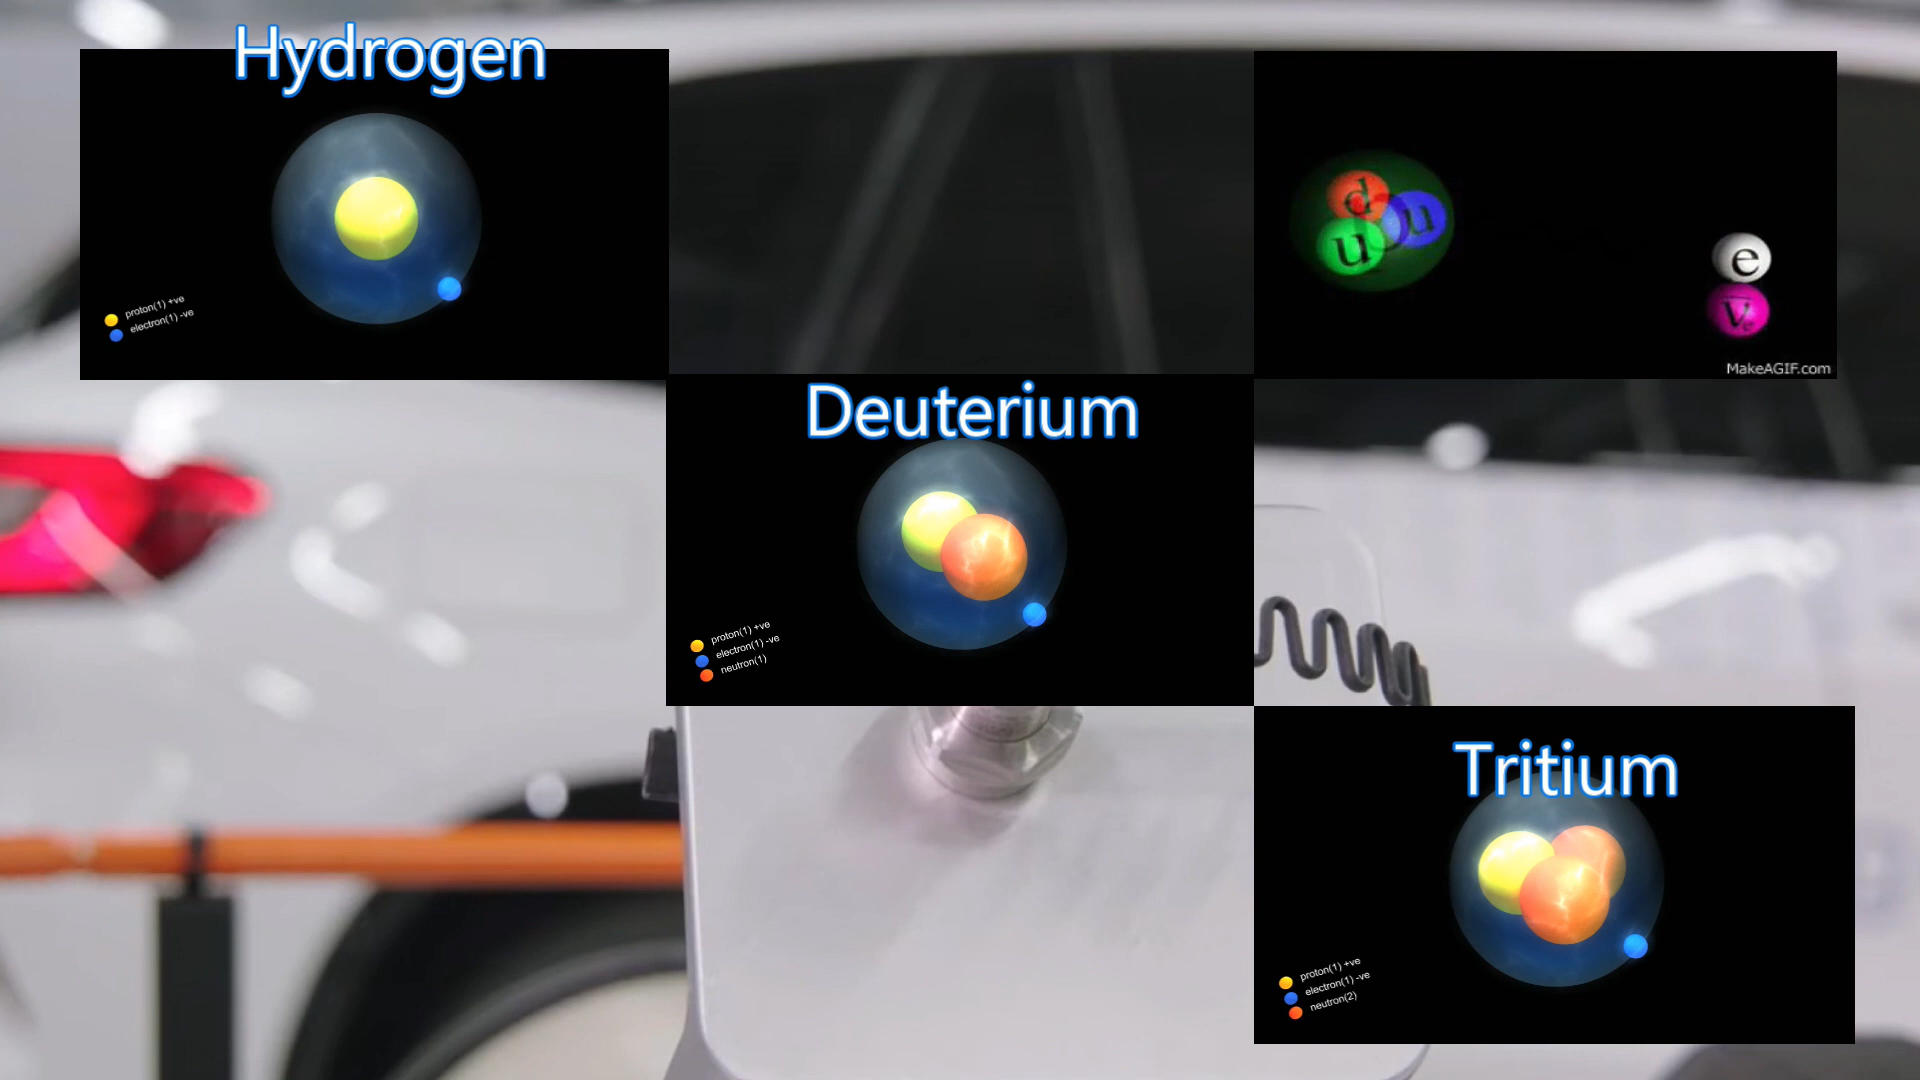 Hydrogen
proton(1) +ve
electron(1) -ve
d
u
u
e
V̅e
MakeAGIF.com
Deuterium
proton(1) +ve
electron(1) -ve
neutron(1)
Tritium
proton(1) +ve
electron(1) -ve
neutron(2)